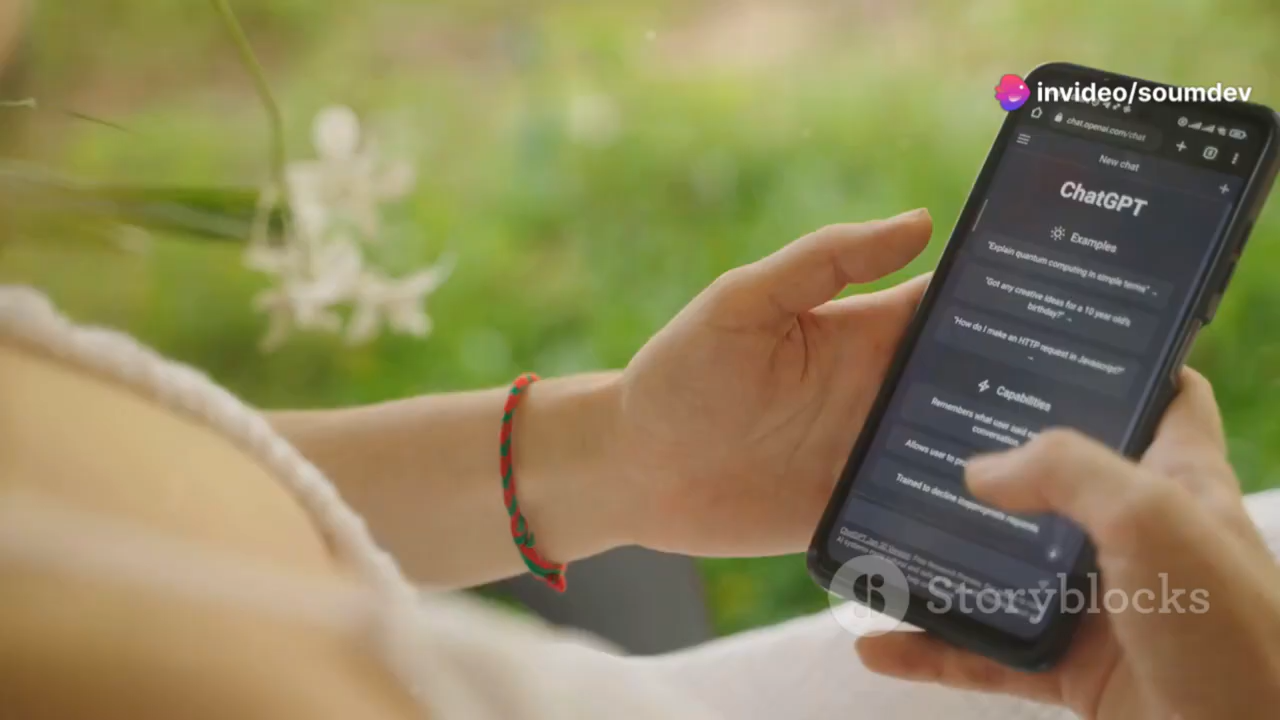 invideo/soumdev
chat.openai.com/chat
New chat
ChatGPT
Examples
"Explain quantum computing in simple terms" →
"Got any creative ideas for a 10 year old's
birthday?" →
"How do I make an HTTP request in Javascript?"
→
Capabilities
Remembers what user said
conversation.
Allows user to
Trained to decline inappropriate requests
Storyblocks